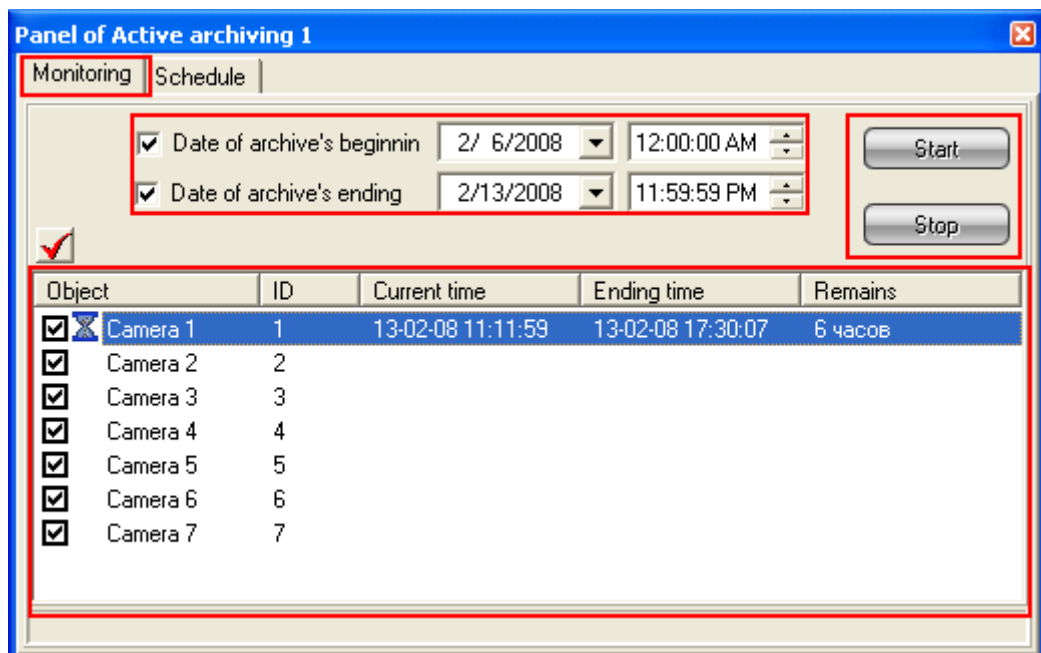 Panel of Active archiving 1
Monitoring Schedule
Date of archive's beginnin 2/ 6/2008 12:00:00 AM Start
Date of archive's ending 2/13/2008 11:59:59 PM Stop
Object ID Current time Ending time Remains
Camera 1 1 13-02-08 11:11:59 13-02-08 17:30:07 6 часов
Camera 2 2
Camera 3 3
Camera 4 4
Camera 5 5
Camera 6 6
Camera 7 7